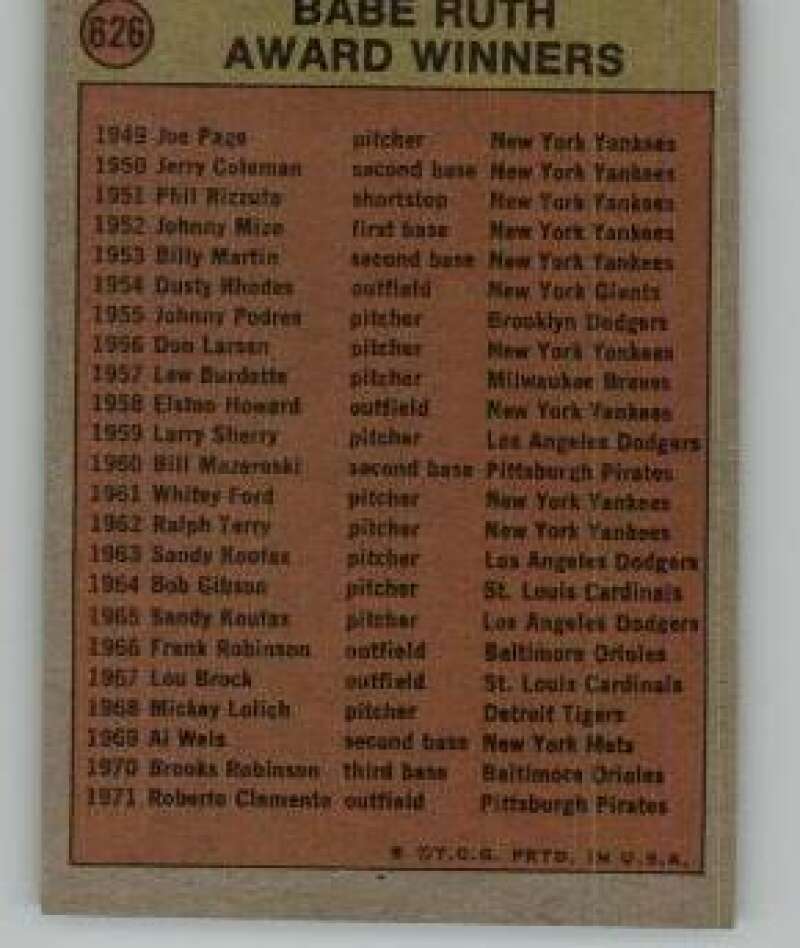 626
BABE RUTH
AWARD WINNERS
1949 Joe Page pitcher New York Yankees
1950 Jerry Coleman second base New York Yankees
1951 Phil Rizzuto shortstop New York Yankees
1952 Johnny Mize first base New York Yankees
1953 Billy Martin second base New York Yankees
1954 Dusty Rhodes outfield New York Giants
1955 Johnny Podres pitcher Brooklyn Dodgers
1956 Don Larsen pitcher New York Yankees
1957 Lew Burdette pitcher Milwaukee Braves
1958 Elston Howard outfield New York Yankees
1959 Larry Sherry pitcher Los Angeles Dodgers
1960 Bill Mazeroski second base Pittsburgh Pirates
1961 Whitey Ford pitcher New York Yankees
1962 Ralph Terry pitcher New York Yankees
1963 Sandy Koufax pitcher Los Angeles Dodgers
1964 Bob Gibson pitcher St. Louis Cardinals
1965 Sandy Koufax pitcher Los Angeles Dodgers
1966 Frank Robinson outfield Baltimore Orioles
1967 Lou Brock outfield St. Louis Cardinals
1968 Mickey Lolich pitcher Detroit Tigers
1969 Al Weis second base New York Mets
1970 Brooks Robinson third base Baltimore Orioles
1971 Roberto Clemente outfield Pittsburgh Pirates
T.C.G. PRTD. IN U.S.A.